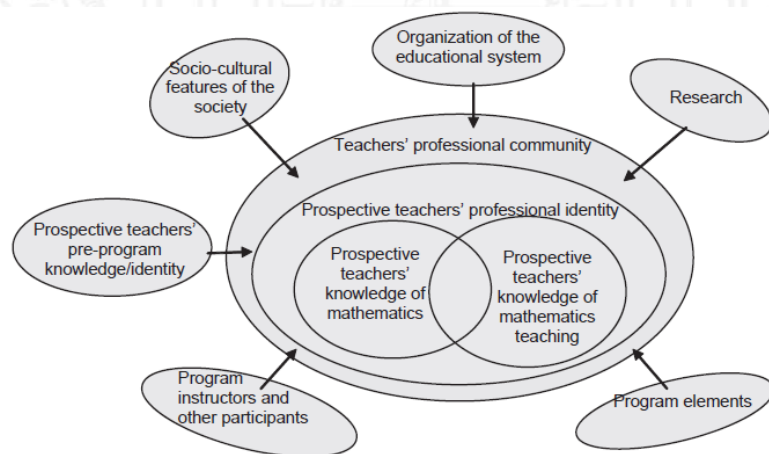 Organization of the
educational system
Socio-cultural
features of the
society
Research
Teachers' professional community
Prospective teachers' professional identity
Prospective teachers'
pre-program
knowledge/identity
Prospective
teachers'
knowledge of
mathematics
Prospective
teachers'
knowledge of
mathematics
teaching
Program
instructors and
other participants
Program elements